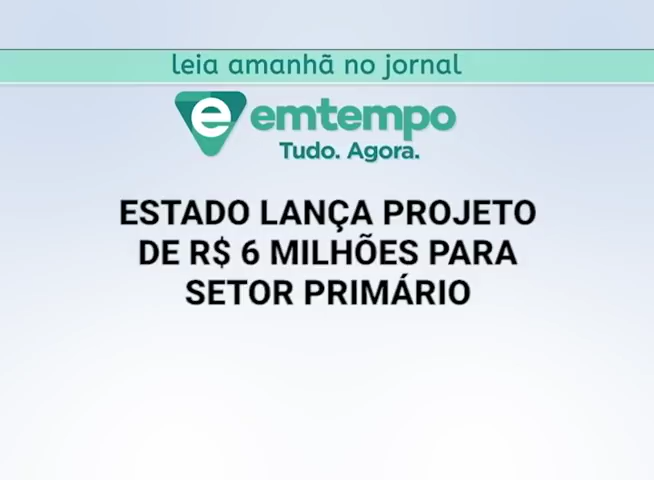 leia amanhã no jornal
e emtempo
Tudo. Agora.
ESTADO LANÇA PROJETO
DE R$ 6 MILHÕES PARA
SETOR PRIMÁRIO